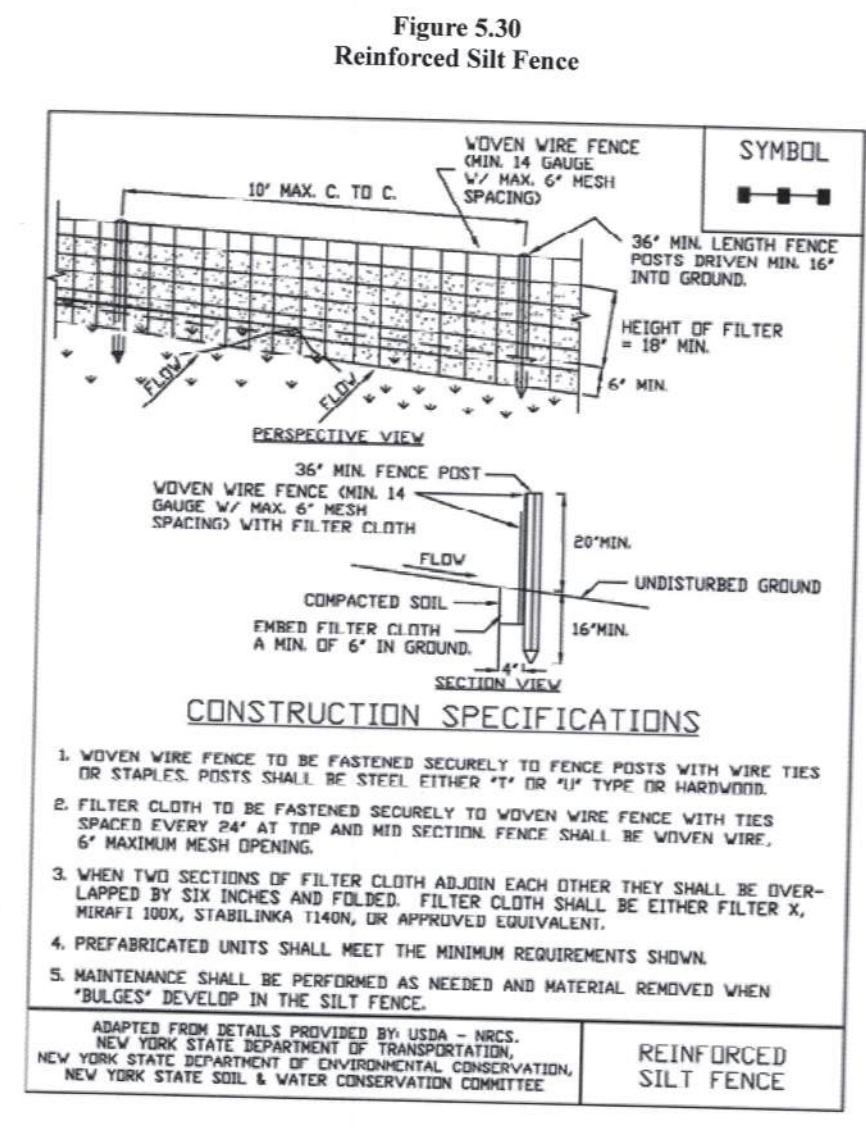 Figure 5.30
Reinforced Silt Fence
WOVEN WIRE FENCE
(MIN. 14 GAUGE
W/ MAX. 6" MESH
SPACING)
SYMBOL
10' MAX. C. TO C.
36" MIN. LENGTH FENCE
POSTS DRIVEN MIN. 16"
INTO GROUND.
HEIGHT OF FILTER
= 18" MIN.
6" MIN.
FLOW
FLOW
PERSPECTIVE VIEW
36" MIN. FENCE POST
WOVEN WIRE FENCE (MIN. 14
GAUGE W/ MAX. 6" MESH
SPACING) WITH FILTER CLOTH
20"MIN.
FLOW
UNDISTURBED GROUND
COMPACTED SOIL
EMBED FILTER CLOTH
A MIN. OF 6" IN GROUND.
16"MIN.
4"
SECTION VIEW
CONSTRUCTION SPECIFICATIONS
1. WOVEN WIRE FENCE TO BE FASTENED SECURELY TO FENCE POSTS WITH WIRE TIES
OR STAPLES. POSTS SHALL BE STEEL EITHER "T" OR "U" TYPE OR HARDWOOD.
2. FILTER CLOTH TO BE FASTENED SECURELY TO WOVEN WIRE FENCE WITH TIES
SPACED EVERY 24" AT TOP AND MID SECTION. FENCE SHALL BE WOVEN WIRE,
6" MAXIMUM MESH OPENING.
3. WHEN TWO SECTIONS OF FILTER CLOTH ADJOIN EACH OTHER THEY SHALL BE OVER-
LAPPED BY SIX INCHES AND FOLDED. FILTER CLOTH SHALL BE EITHER FILTER X,
MIRAFI 100X, STABILINKA T140N, OR APPROVED EQUIVALENT.
4. PREFABRICATED UNITS SHALL MEET THE MINIMUM REQUIREMENTS SHOWN.
5. MAINTENANCE SHALL BE PERFORMED AS NEEDED AND MATERIAL REMOVED WHEN
"BULGES" DEVELOP IN THE SILT FENCE.
ADAPTED FROM DETAILS PROVIDED BY: USDA - NRCS.
NEW YORK STATE DEPARTMENT OF TRANSPORTATION,
NEW YORK STATE DEPARTMENT OF ENVIRONMENTAL CONSERVATION,
NEW YORK STATE SOIL & WATER CONSERVATION COMMITTEE
REINFORCED
SILT FENCE